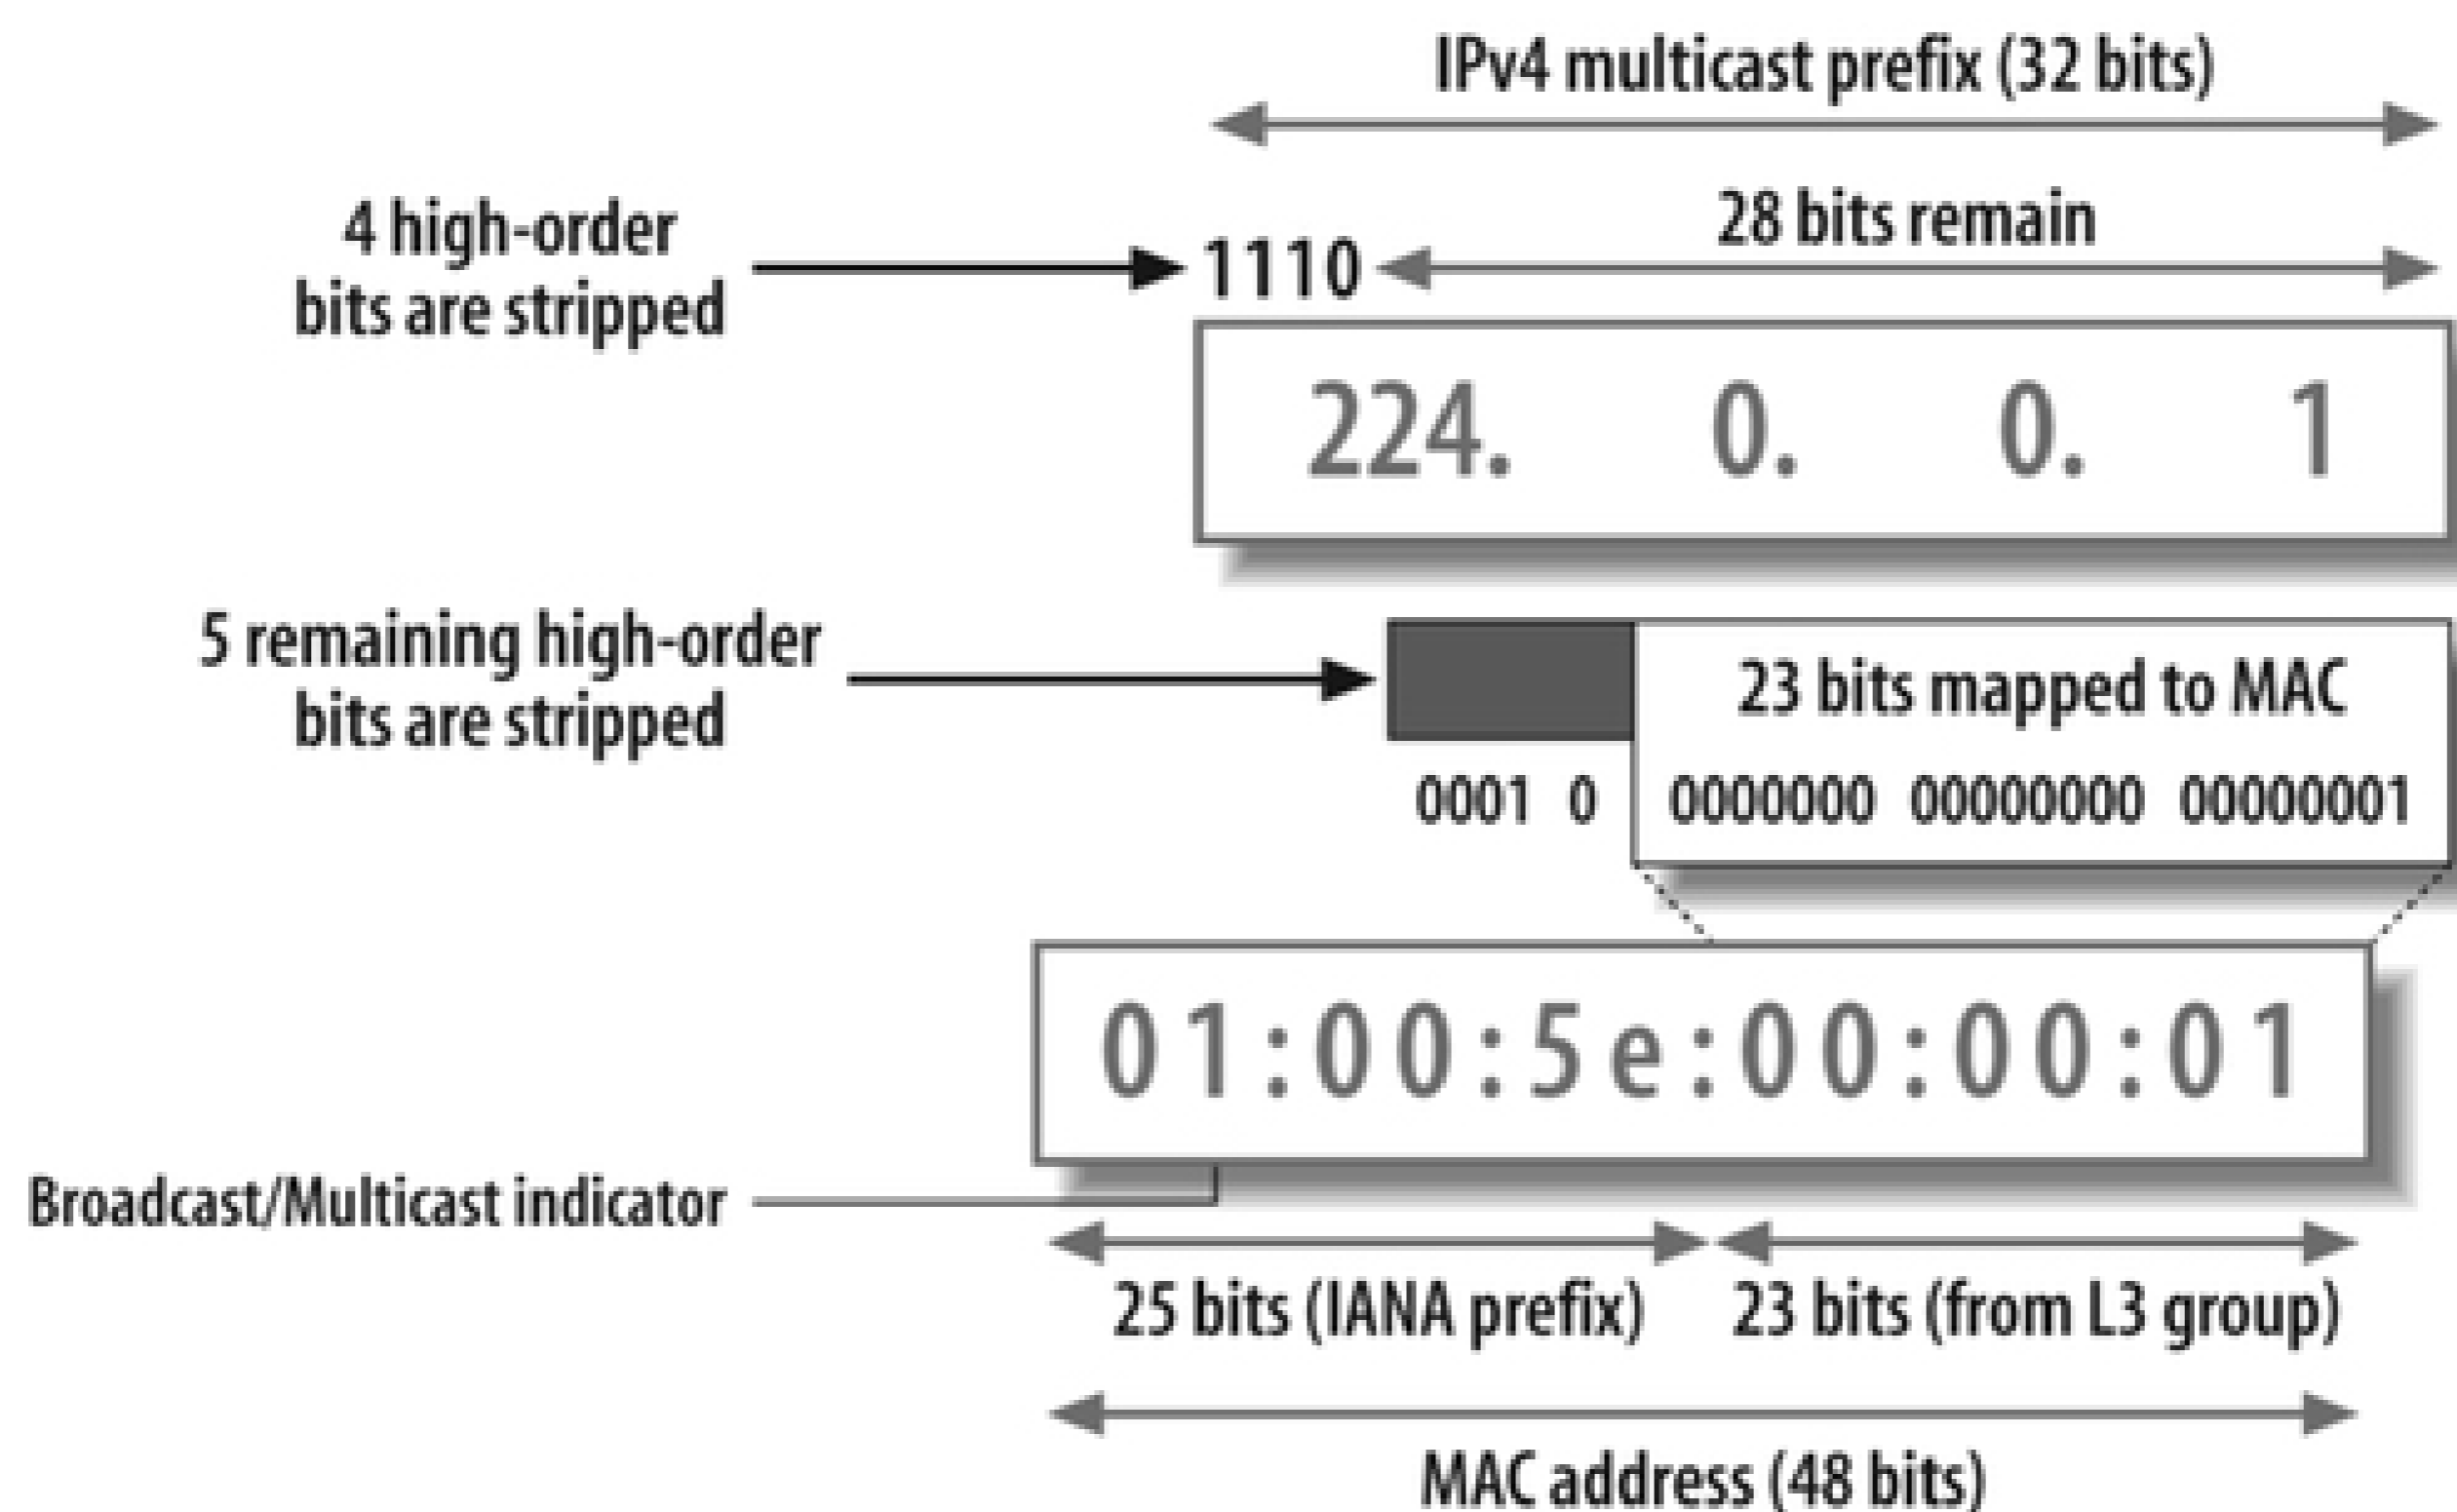 IPv4 multicast prefix (32 bits)
4 high-order
bits are stripped
1110
28 bits remain
224. 0. 0. 1
5 remaining high-order
bits are stripped
23 bits mapped to MAC
0001 0 0000000 00000000 00000001
01:00:5e:00:00:01
Broadcast/Multicast indicator
25 bits (IANA prefix)
23 bits (from L3 group)
MAC address (48 bits)